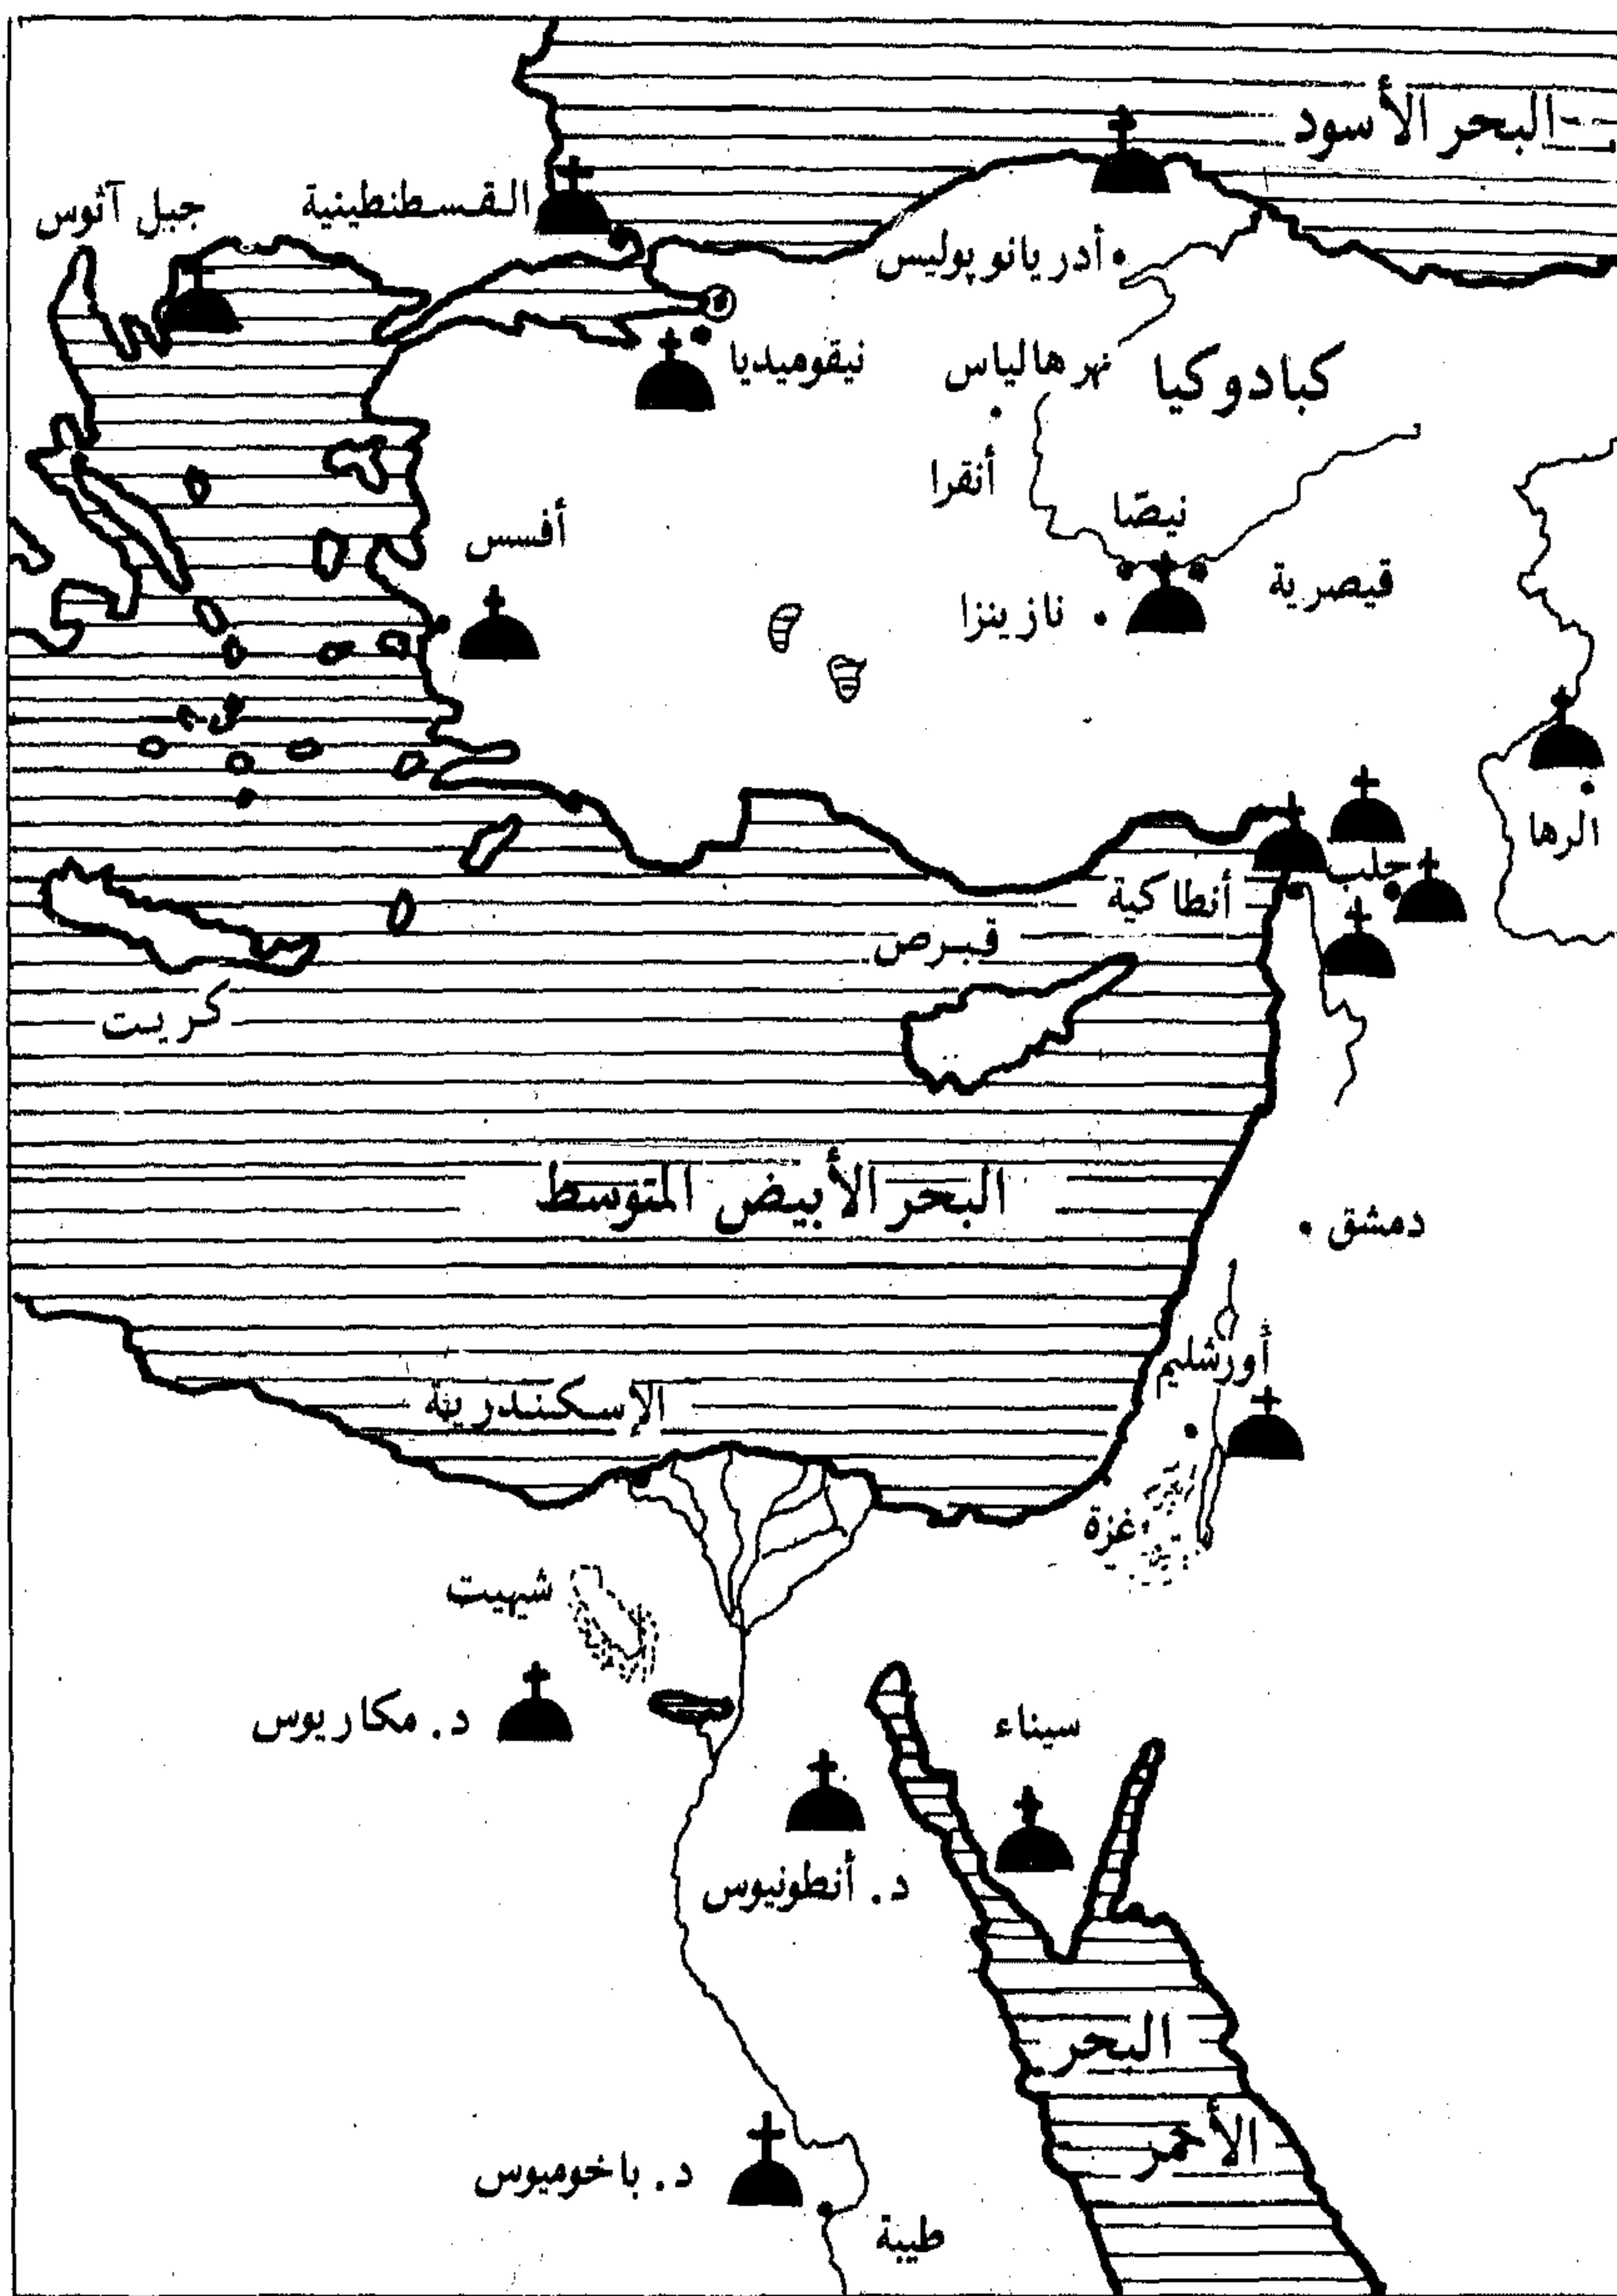 البحر الأسود
القسطنطينية
جبل آثوس
أدريانوپوليس
نيقوميديا
نهر هالياس
كبادوكيا
أنقرا
نيصّا
أفسس
قيصرية
نازينزا
الرها
حلب
أنطاكية
قبرص
كريت
البحر الأبيض المتوسط
دمشق
أورشليم
الإسكندرية
غزة
شيهيت
د. مكاريوس
سيناء
د. أنطونيوس
البحر
الأحمر
د. باخوميوس
طيبة